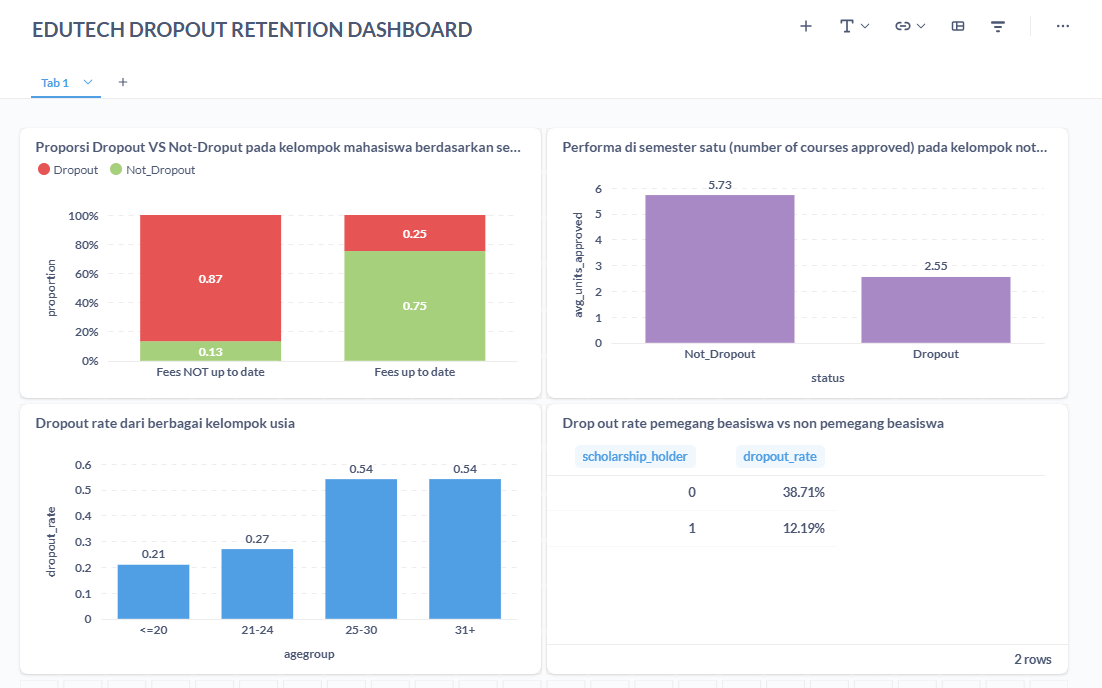 EDUTECH DROPOUT RETENTION DASHBOARD
Tab 1
Proporsi Dropout VS Not-Droput pada kelompok mahasiswa berdasarkan se...
Dropout Not_Dropout
100%
80%
60%
40%
20%
0%
proportion
0.87
0.13
0.25
0.75
Fees NOT up to date Fees up to date
Performa di semester satu (number of courses approved) pada kelompok not...
6
5
4
3
2
1
0
avg_units_approved
5.73
2.55
Not_Dropout Dropout
status
Dropout rate dari berbagai kelompok usia
0.6
0.5
0.4
0.3
0.2
0.1
0
dropout_rate
0.21
0.27
0.54
0.54
<=20 21-24 25-30 31+
agegroup
Drop out rate pemegang beasiswa vs non pemegang beasiswa
scholarship_holder dropout_rate
0 38.71%
1 12.19%
2 rows